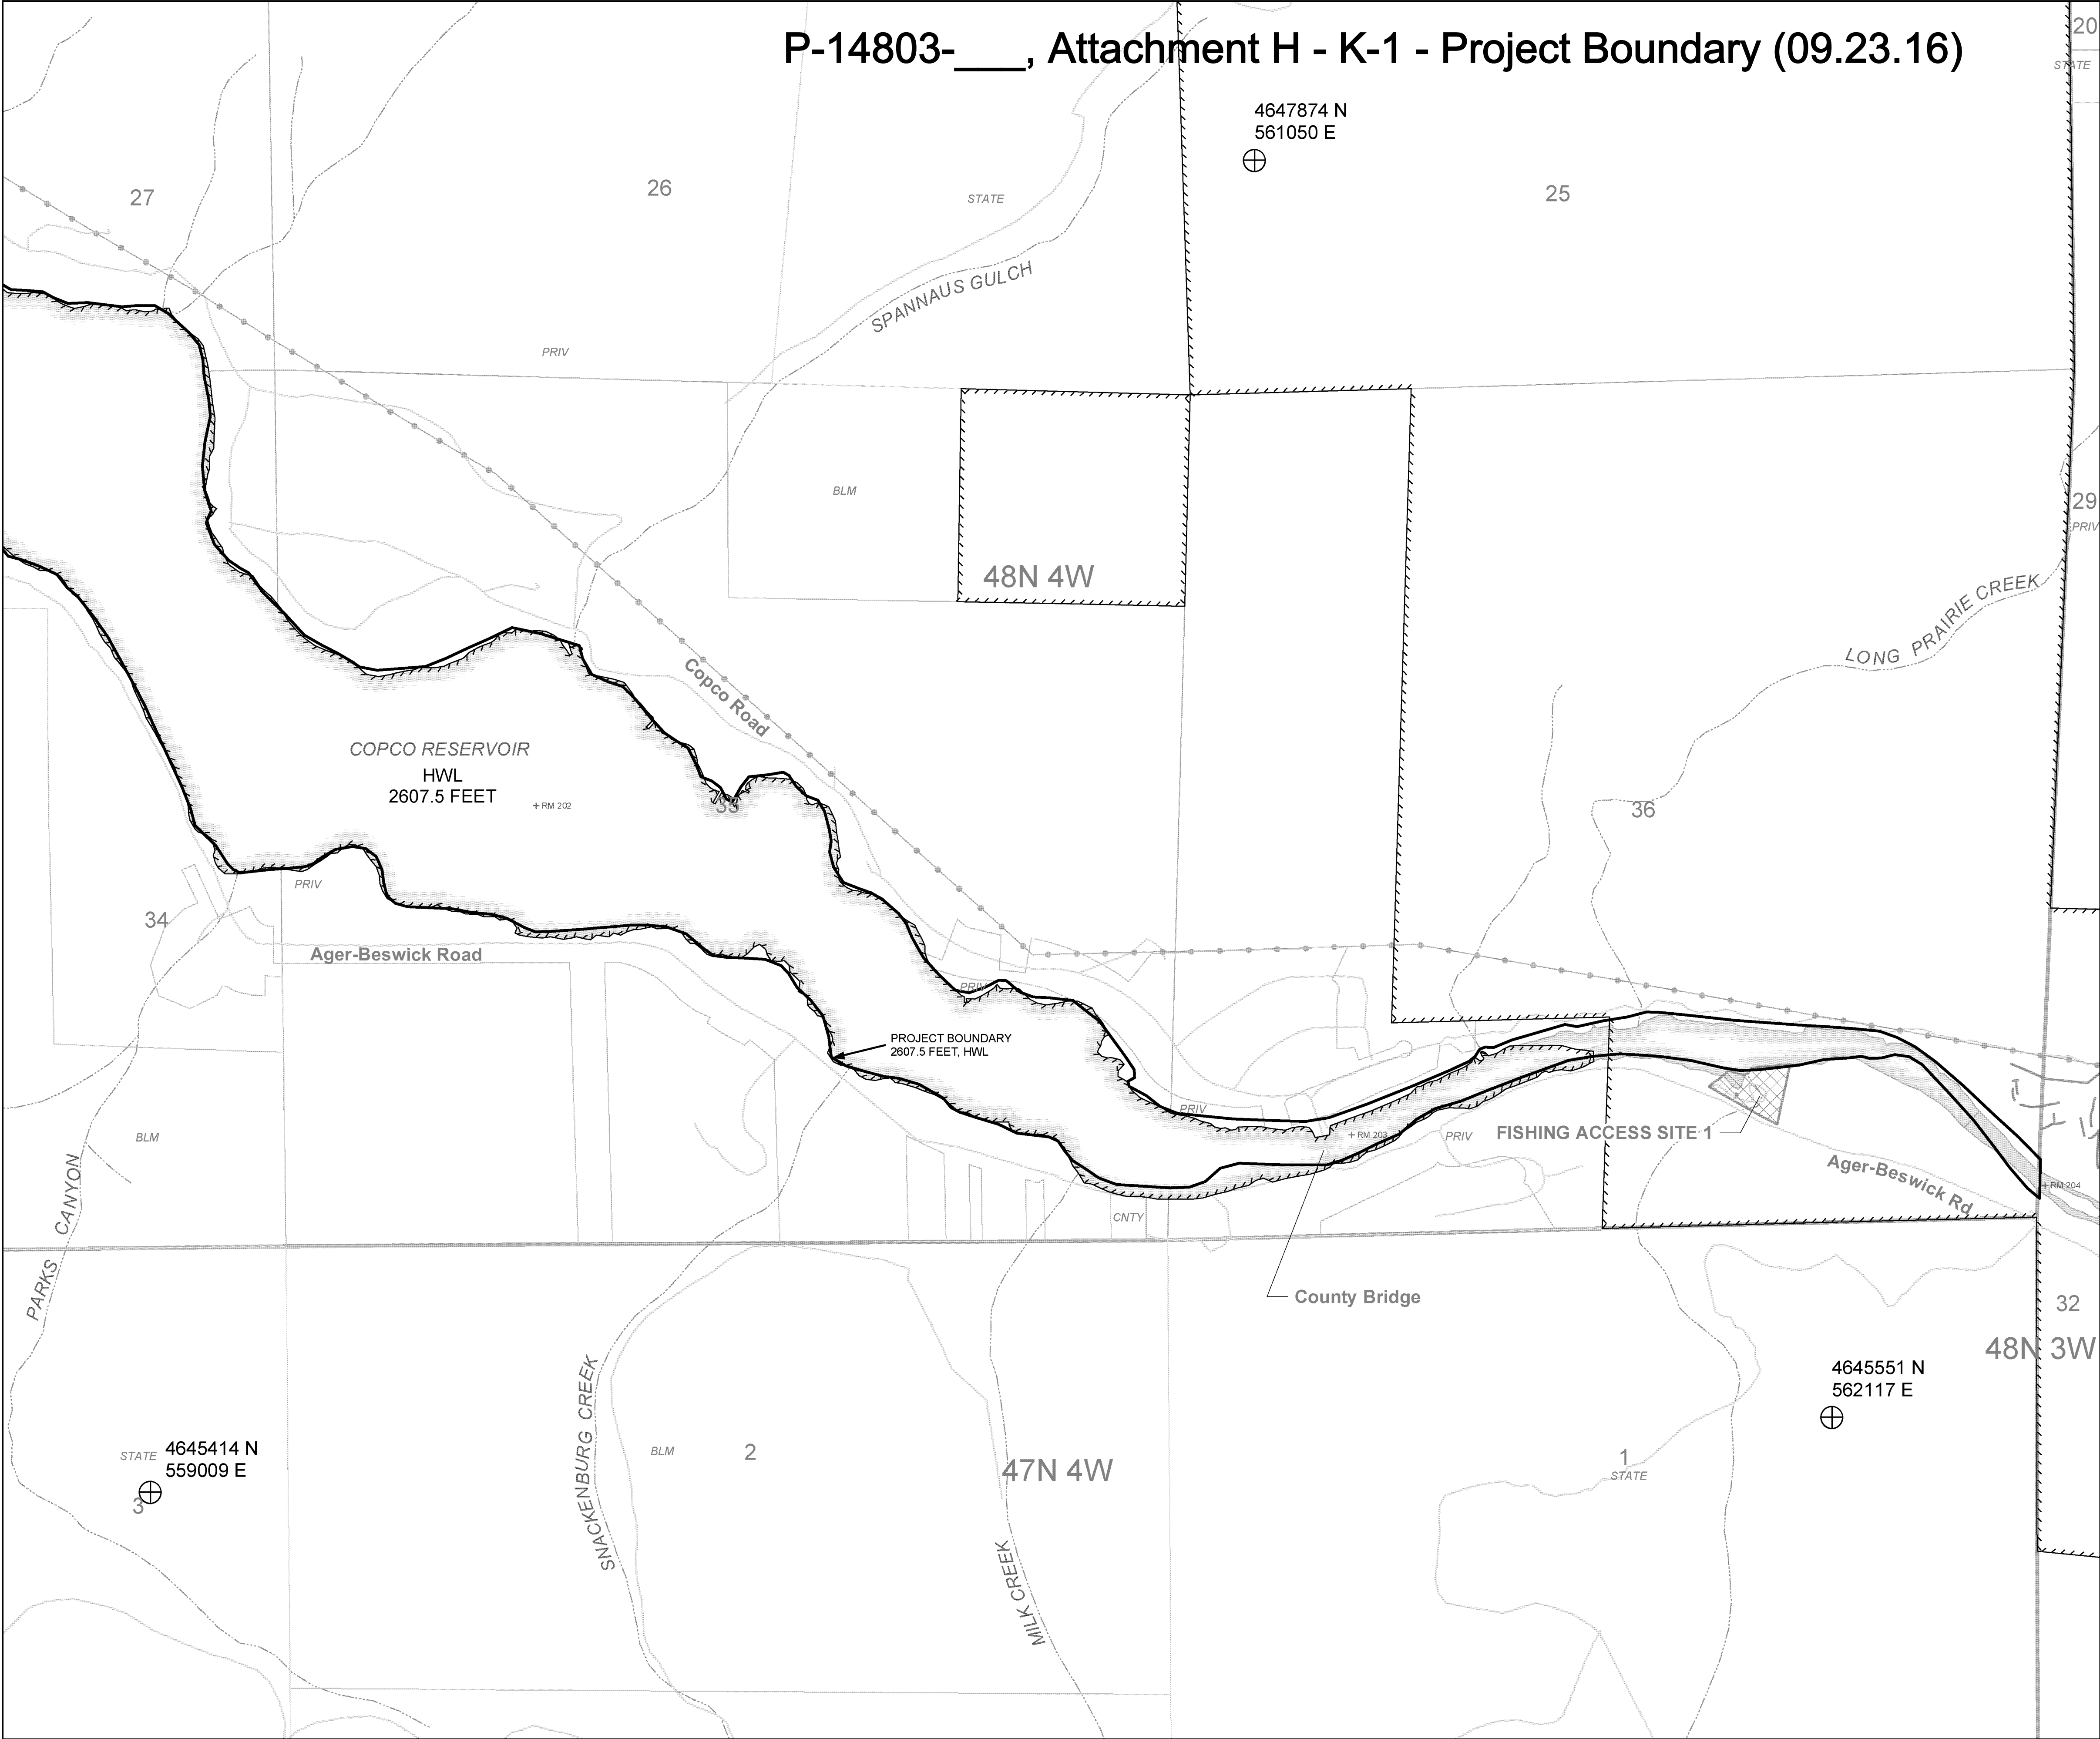 P-14803-___, Attachment H - K-1 - Project Boundary (09.23.16)
20
STATE
4647874 N
561050 E
27
26
STATE
25
SPANNAUS GULCH
PRIV
BLM
29
PRIV
48N 4W
LONG PRAIRIE CREEK
Copco Road
COPCO RESERVOIR
HWL
2607.5 FEET
RM 202
35
36
PRIV
34
Ager-Beswick Road
PRIV
PROJECT BOUNDARY
2607.5 FEET, HWL
PRIV
RM 203
PRIV
FISHING ACCESS SITE 1
BLM
Ager-Beswick Rd
RM 204
CNTY
PARKS CANYON
County Bridge
32
48N 3W
4645551 N
562117 E
SNACKENBURG CREEK
STATE
4645414 N
559009 E
3
BLM
2
47N 4W
1
STATE
MILK CREEK